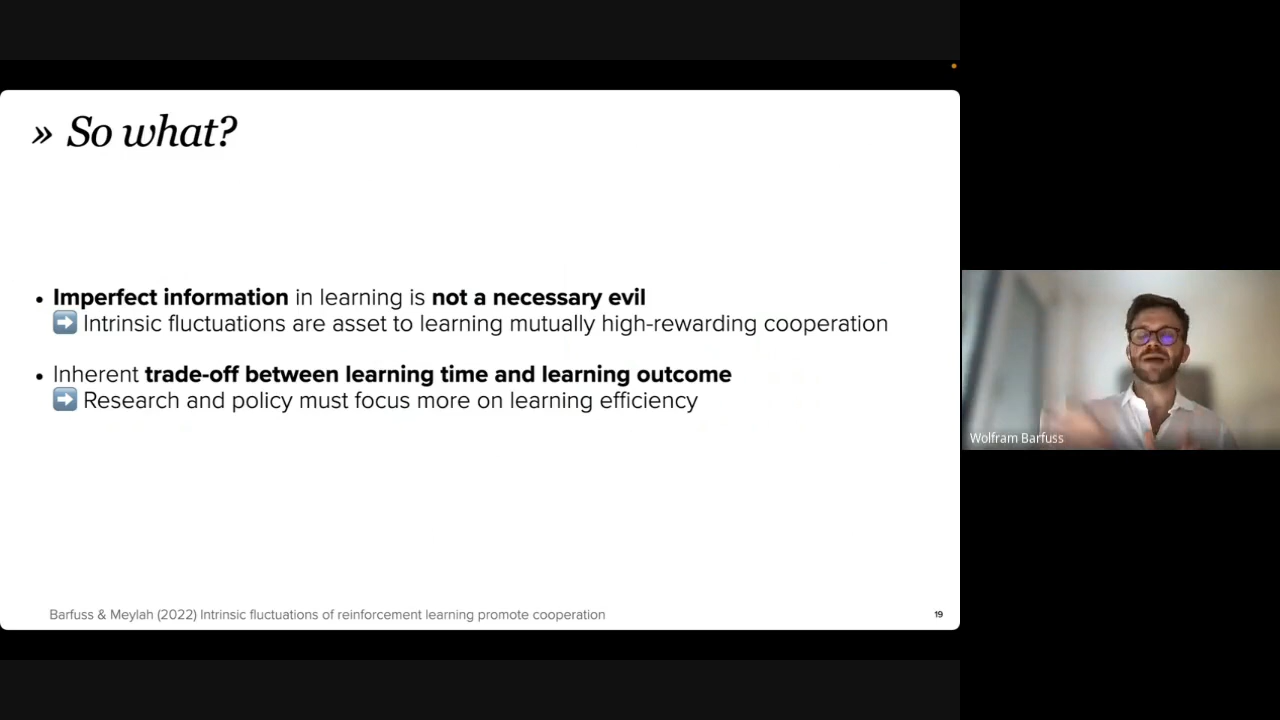 » So what?
• Imperfect information in learning is not a necessary evil
➡ Intrinsic fluctuations are asset to learning mutually high-rewarding cooperation
• Inherent trade-off between learning time and learning outcome
➡ Research and policy must focus more on learning efficiency
Wolfram Barfuss
Barfuss & Meylah (2022) Intrinsic fluctuations of reinforcement learning promote cooperation
19